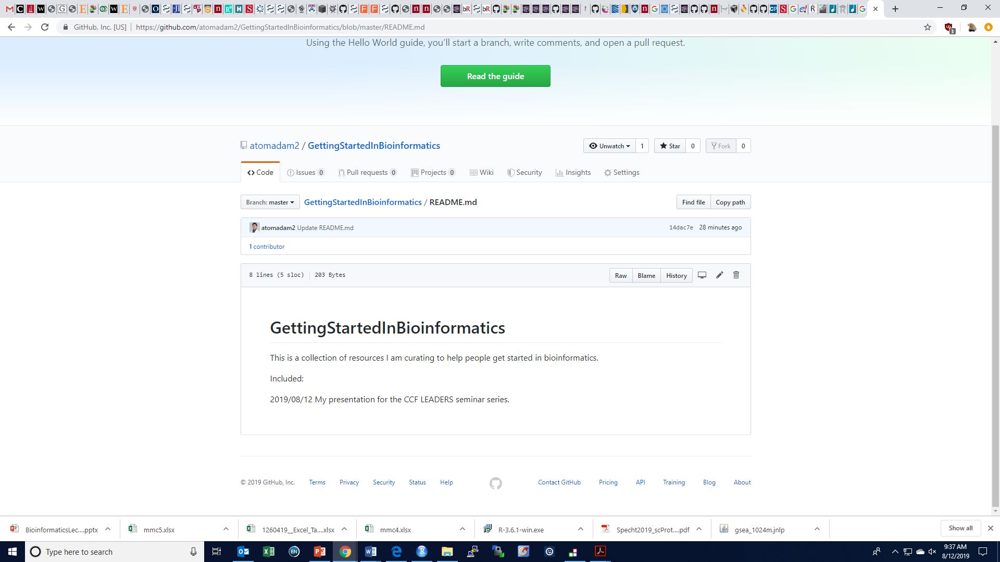 GitHub, Inc. [US] https://github.com/atomadam2/GettingStartedInBioinformatics/blob/master/README.md
3
Using the Hello World guide, you’ll start a branch, write comments, and open a pull request.
Read the guide
atomadam2 / GettingStartedInBioinformatics
Unwatch 1 Star 0 Fork 0
Code Issues 0 Pull requests 0 Projects 0 Wiki Security Insights Settings
Branch: master GettingStartedInBioinformatics / README.md Find file Copy path
atomadam2 Update README.md 14dac7e 28 minutes ago
1 contributor
8 lines (5 sloc) 203 Bytes Raw Blame History
GettingStartedInBioinformatics
This is a collection of resources I am curating to help people get started in bioinformatics.
Included:
2019/08/12 My presentation for the CCF LEADERS seminar series.
© 2019 GitHub, Inc. Terms Privacy Security Status Help Contact GitHub Pricing API Training Blog About
BioinformaticsLec....pptx mmc5.xlsx 1260419__Excel_Ta....xlsx mmc4.xlsx R-3.6.1-win.exe Specht2019_scProt....pdf gsea_1024m.jnlp Show all
Type here to search
9:37 AM
8/12/2019